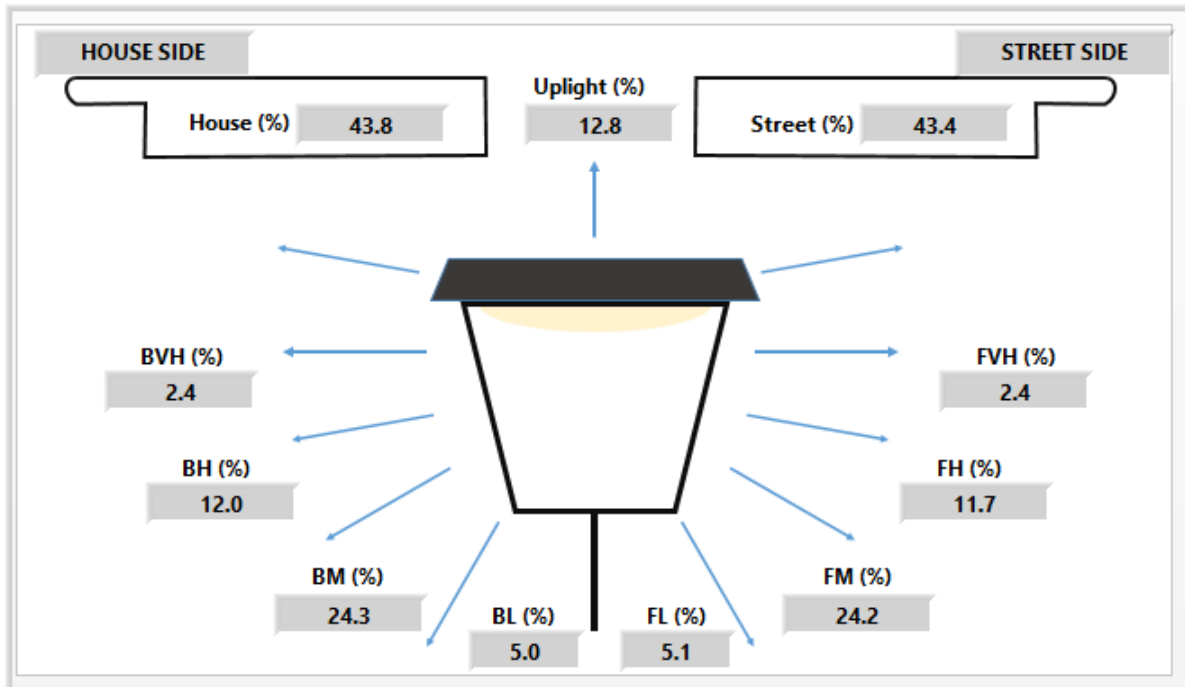 HOUSE SIDE
STREET SIDE
Uplight (%)
House (%) 43.8
12.8
Street (%) 43.4
BVH (%)
2.4
FVH (%)
2.4
BH (%)
12.0
FH (%)
11.7
BM (%)
24.3
FM (%)
24.2
BL (%)
5.0
FL (%)
5.1